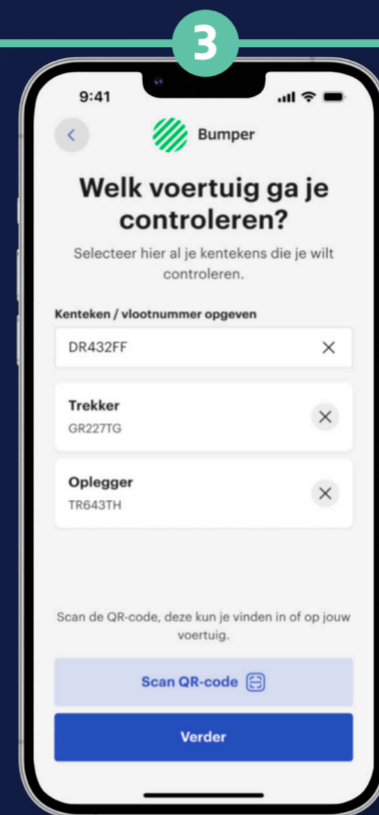 3
9:41
Bumper
Welk voertuig ga je
controleren?
Selecteer hier al je kentekens die je wilt
controleren.
Kenteken / vlootnummer opgeven
DR432FF
Trekker
GR227TG
Oplegger
TR643TH
Scan de QR-code, deze kun je vinden in of op jouw
voertuig.
Scan QR-code
Verder